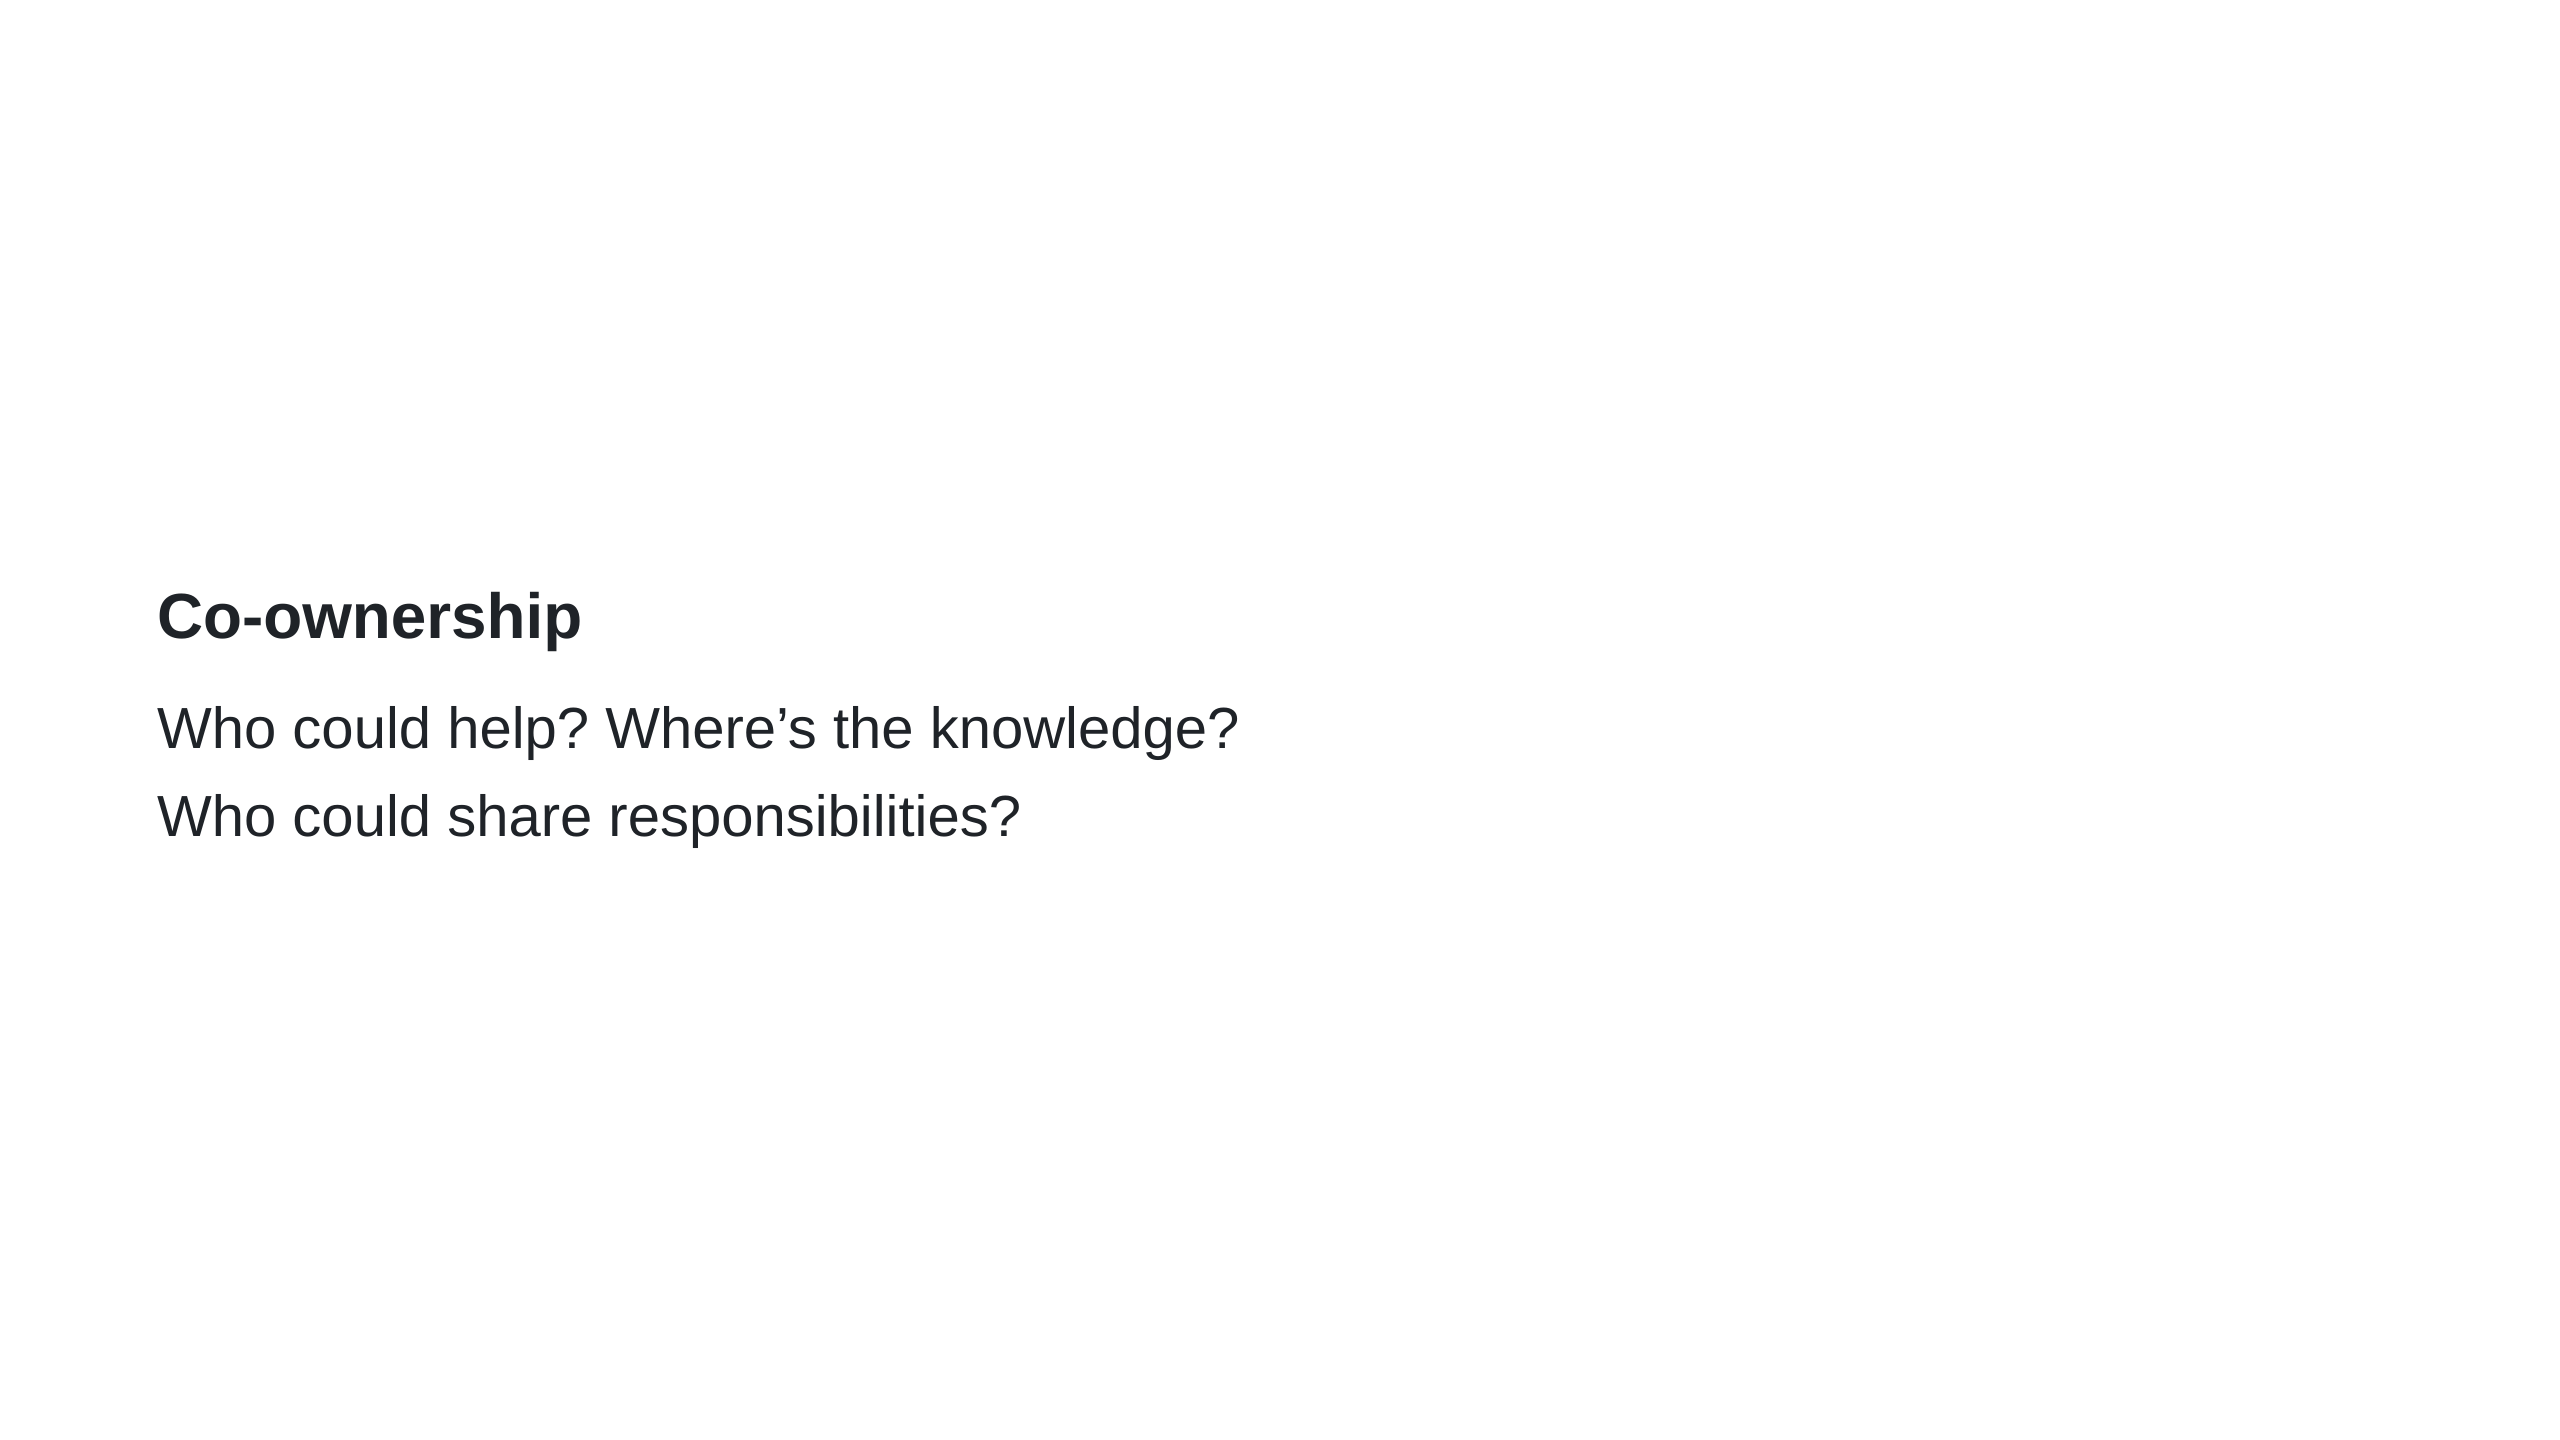 Co-ownership
Who could help? Where’s the knowledge?
Who could share responsibilities?